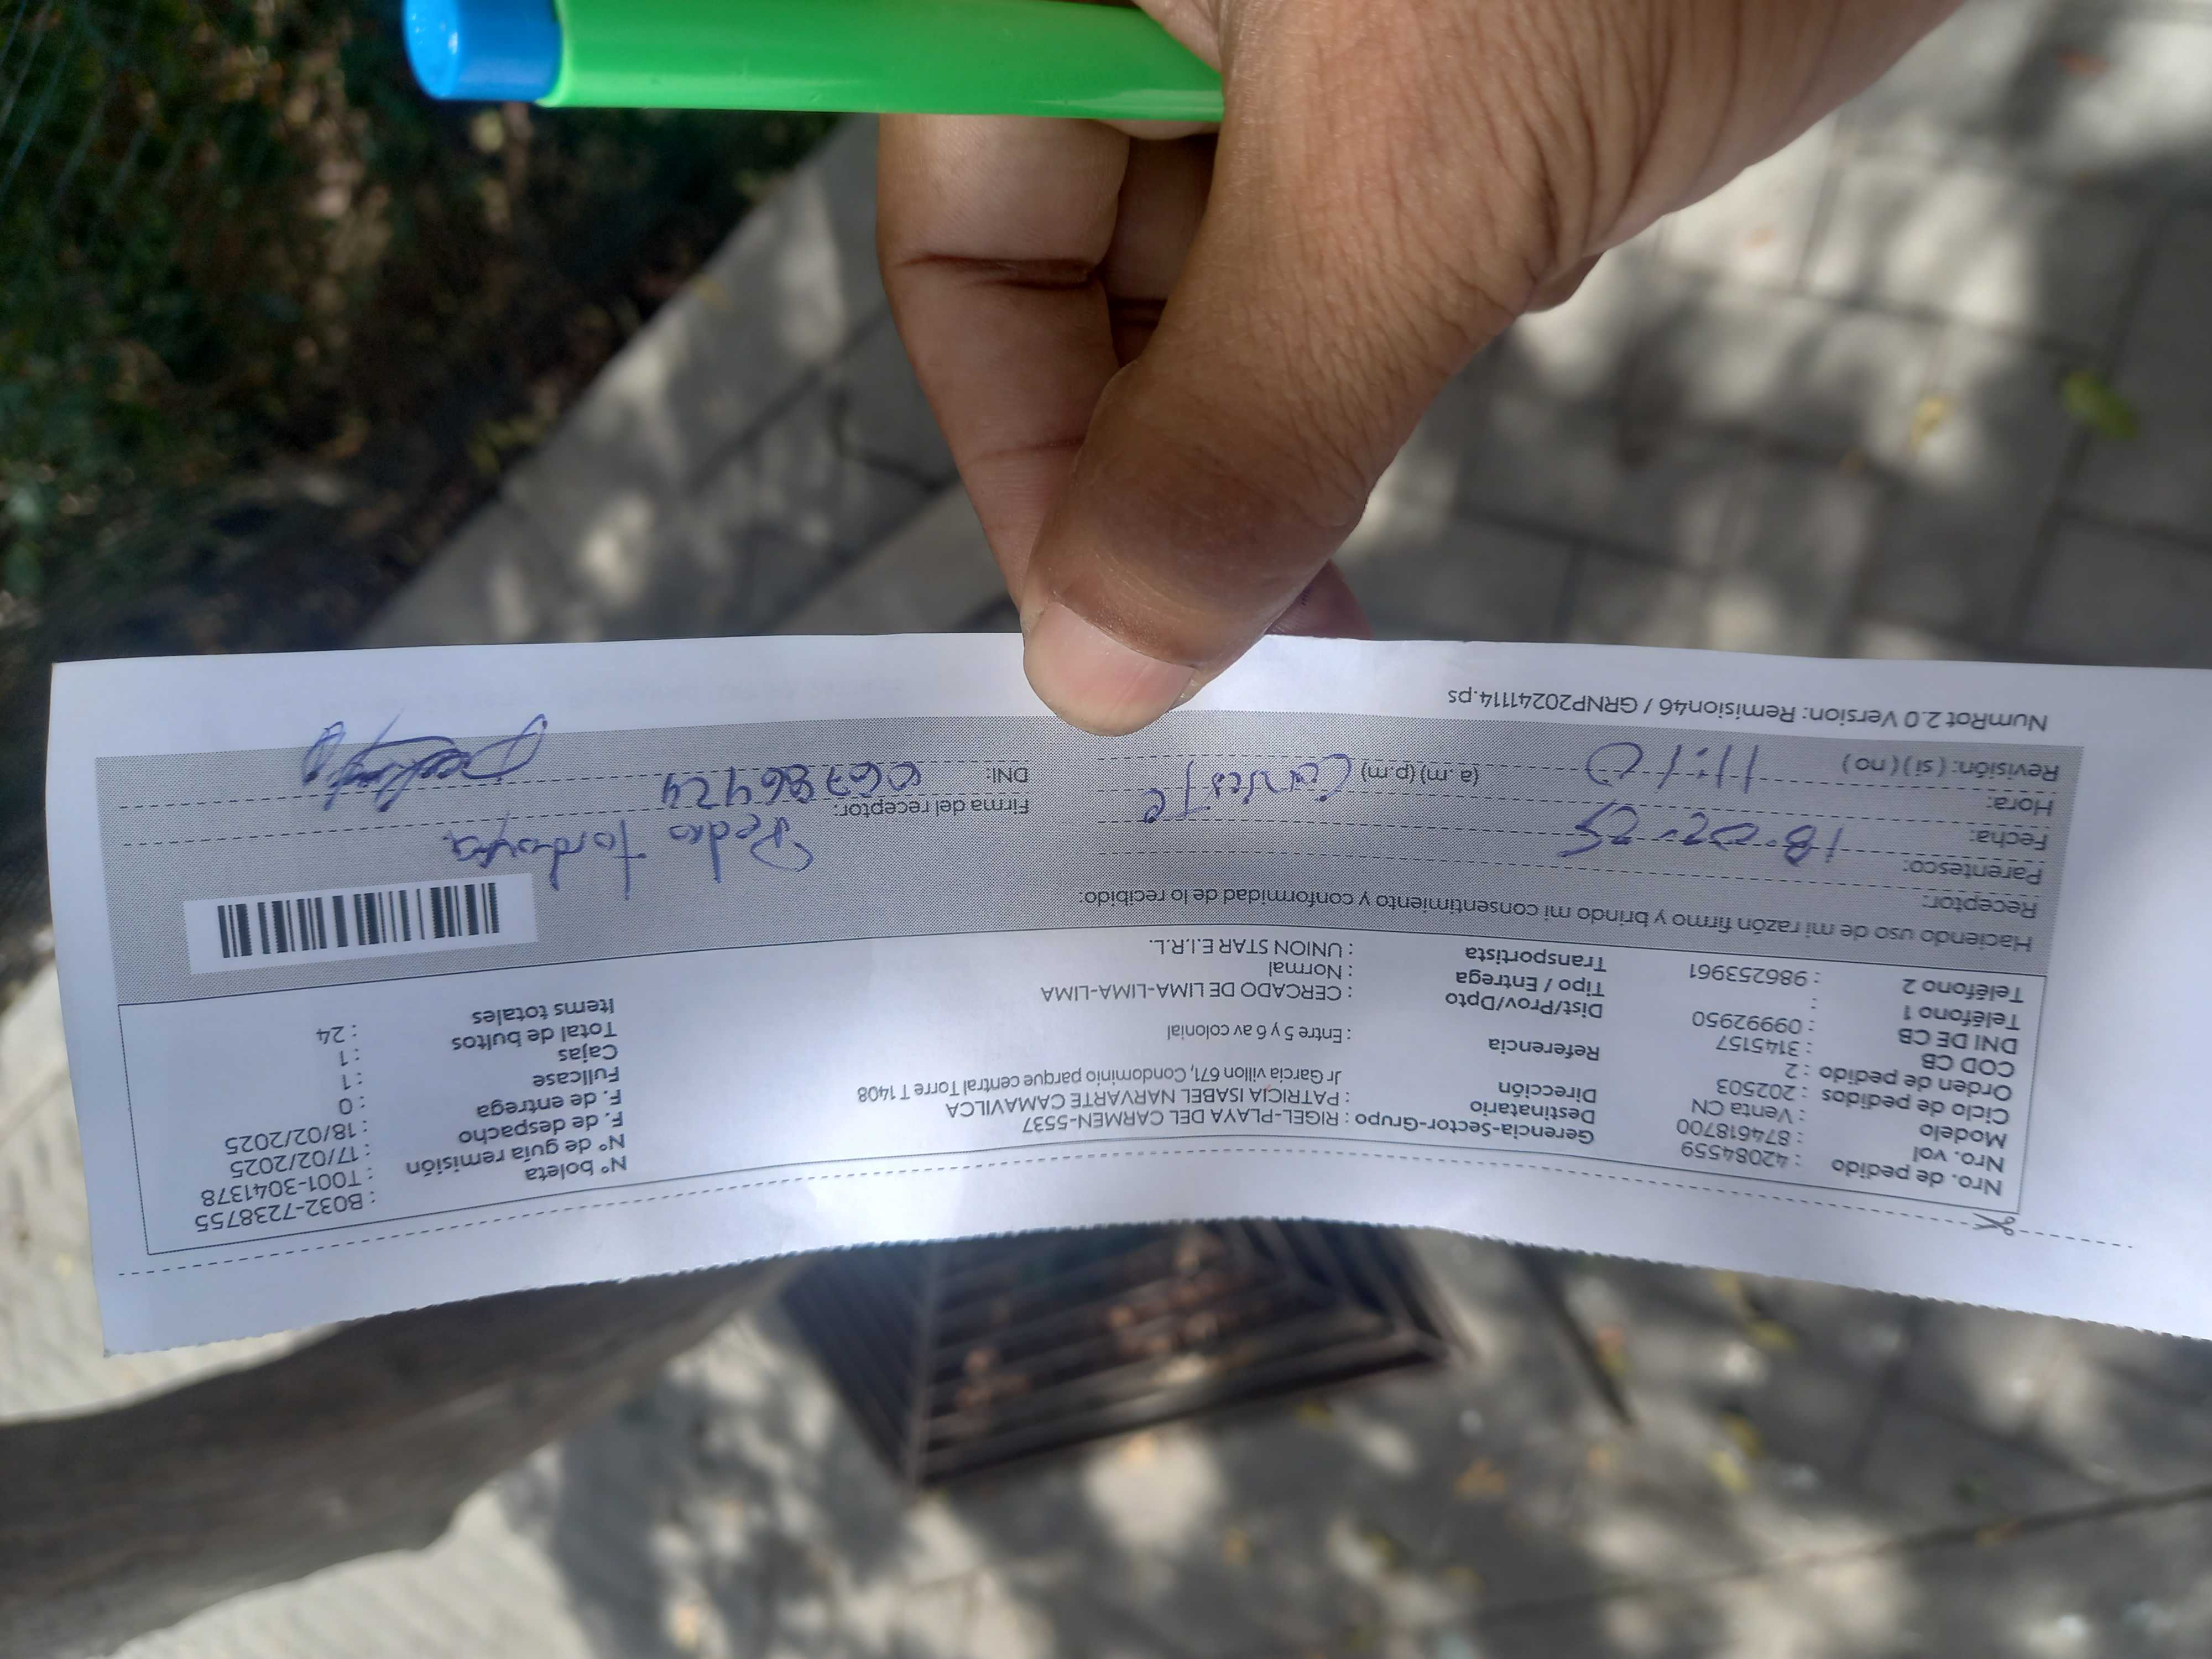 Nro. de pedido : 42084559
Nro. vol : 874618700
Modelo : Venta CN
Ciclo de pedidos : 202503
Orden de pedido : 2
COD CB : 3145157
DNI DE CB : 09992950
Teléfono 1 :
Teléfono 2 : 986253961
Gerencia-Sector-Grupo : RIGEL-PLAYA DEL CARMEN-5537
Destinatario : PATRICIA ISABEL NARVARTE CAMAVILCA
Dirección Jr Garcia villon 671, Condominio parque central Torre T 1408
Referencia : Entre 5 y 6 av colonial
Dist/Prov/Dpto : CERCADO DE LIMA-LIMA-LIMA
Tipo / Entrega : Normal
Transportista : UNION STAR E.I.R.L.
N° boleta : B032-7238755
N° de guía remisión : T001-3041378
F. de despacho : 17/02/2025
F. de entrega : 18/02/2025
Fullcase : 0
Cajas : 1
Total de bultos : 1
Items totales : 24
Haciendo uso de mi razón firmo y brindo mi consentimiento y conformidad de lo recibido:
Receptor: Pedro
Parentesco:
Fecha: 18-02-25
Hora: 11:10 (a. m) (p.m)
Revisión: ( si ) ( no )
Firma del receptor:
DNI: 06786424
NumRot 2.0 Version: Remision46 / GRNP20241114.ps